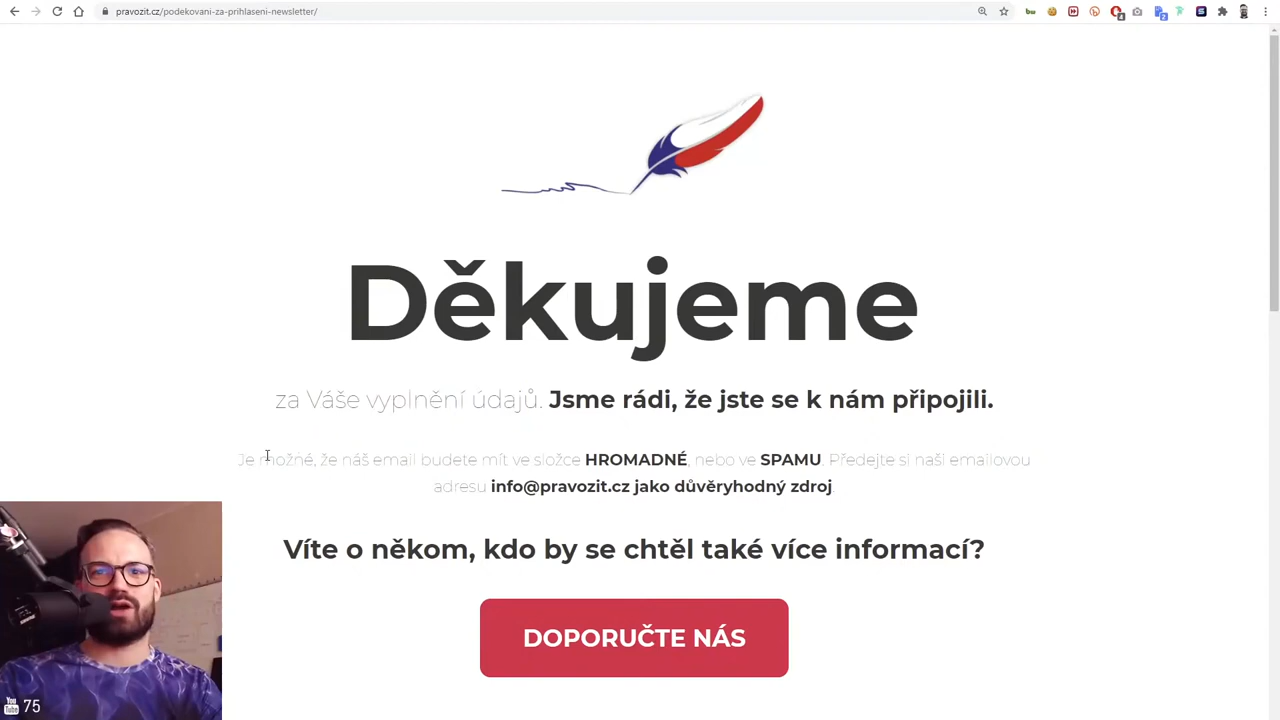 pravozit.cz/podekovani-za-prihlaseni-newsletter/
Děkujeme
za Váše vyplnění údajů. Jsme rádi, že jste se k nám připojili.
Je možné, že náš email budete mít ve složce HROMADNÉ, nebo ve SPAMU. Předejte si naši emailovou
adresu info@pravozit.cz jako důvěryhodný zdroj.
Víte o někom, kdo by se chtěl také více informací?
DOPORUČTE NÁS
You
Tube
75